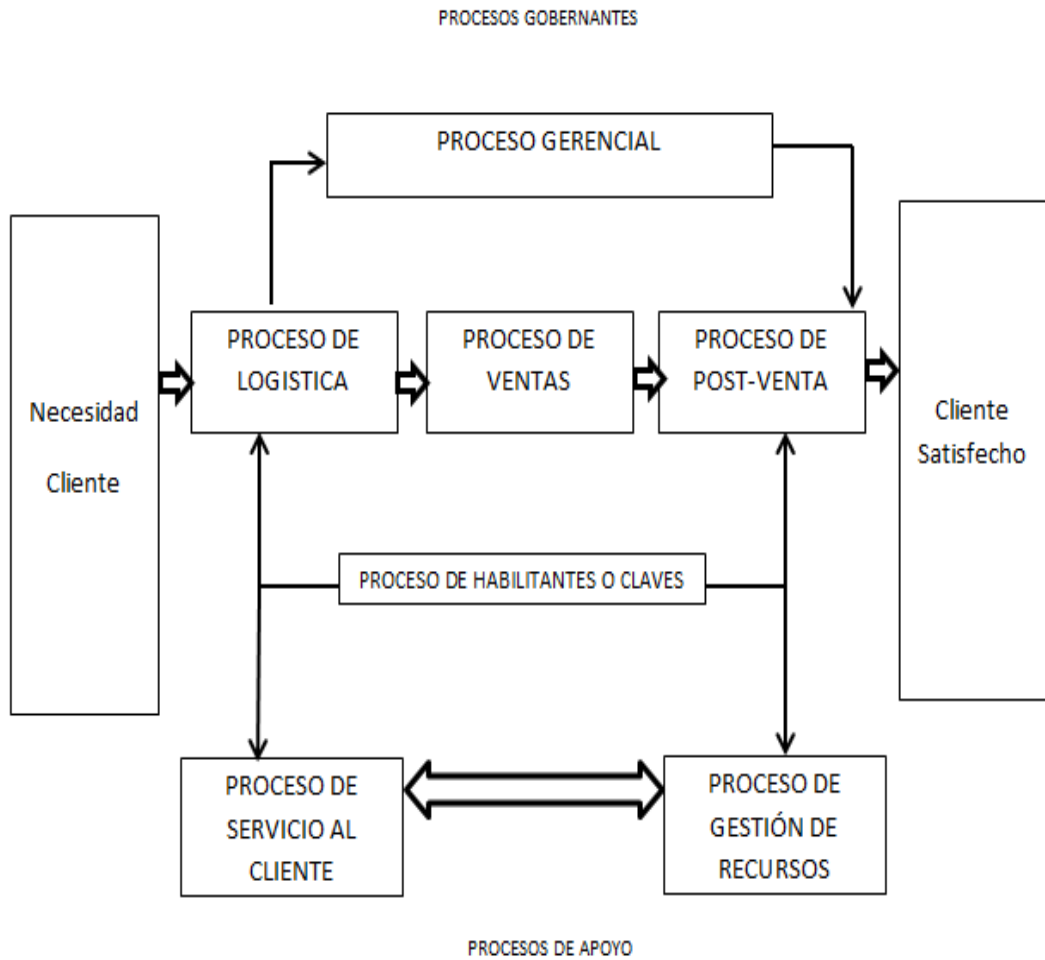 PROCESOS GOBERNANTES
PROCESO GERENCIAL
Necesidad
Cliente
PROCESO DE
LOGISTICA
PROCESO DE
VENTAS
PROCESO DE
POST-VENTA
Cliente
Satisfecho
PROCESO DE HABILITANTES O CLAVES
PROCESO DE
SERVICIO AL
CLIENTE
PROCESO DE
GESTIÓN DE
RECURSOS
PROCESOS DE APOYO